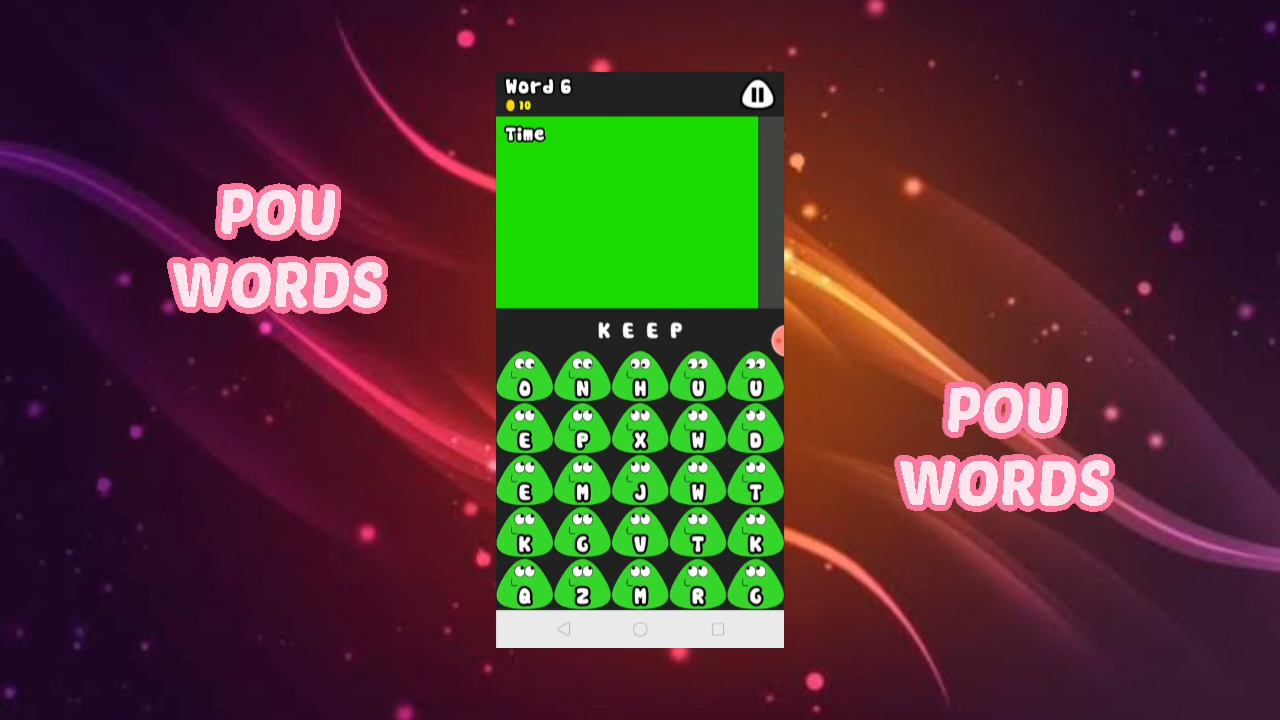 Word 6
10
Time
POU
WORDS
KEEP
O N H U U
E P X W D
E M J W T
K G V T K
Q Z M R G
POU
WORDS